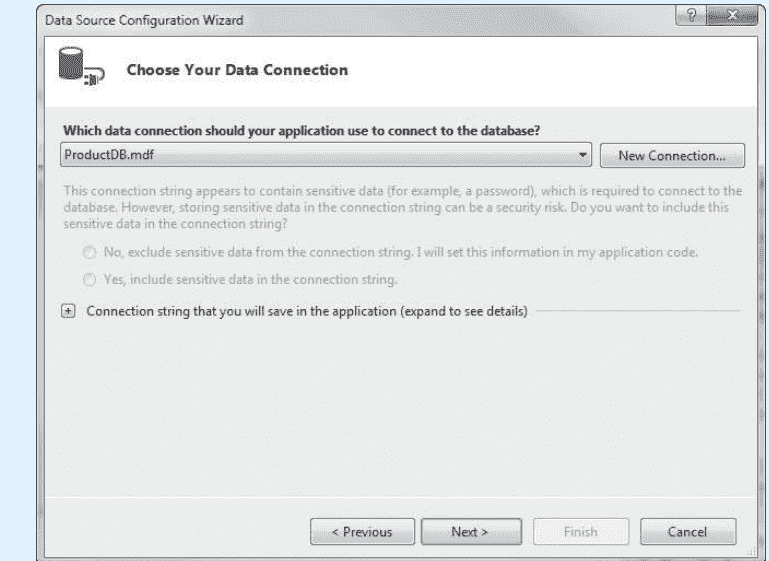 Data Source Configuration Wizard
Choose Your Data Connection
Which data connection should your application use to connect to the database?
ProductDB.mdf
New Connection...
This connection string appears to contain sensitive data (for example, a password), which is required to connect to the
database. However, storing sensitive data in the connection string can be a security risk. Do you want to include this
sensitive data in the connection string?
No, exclude sensitive data from the connection string. I will set this information in my application code.
Yes, include sensitive data in the connection string.
Connection string that you will save in the application (expand to see details)
< Previous
Next >
Finish
Cancel